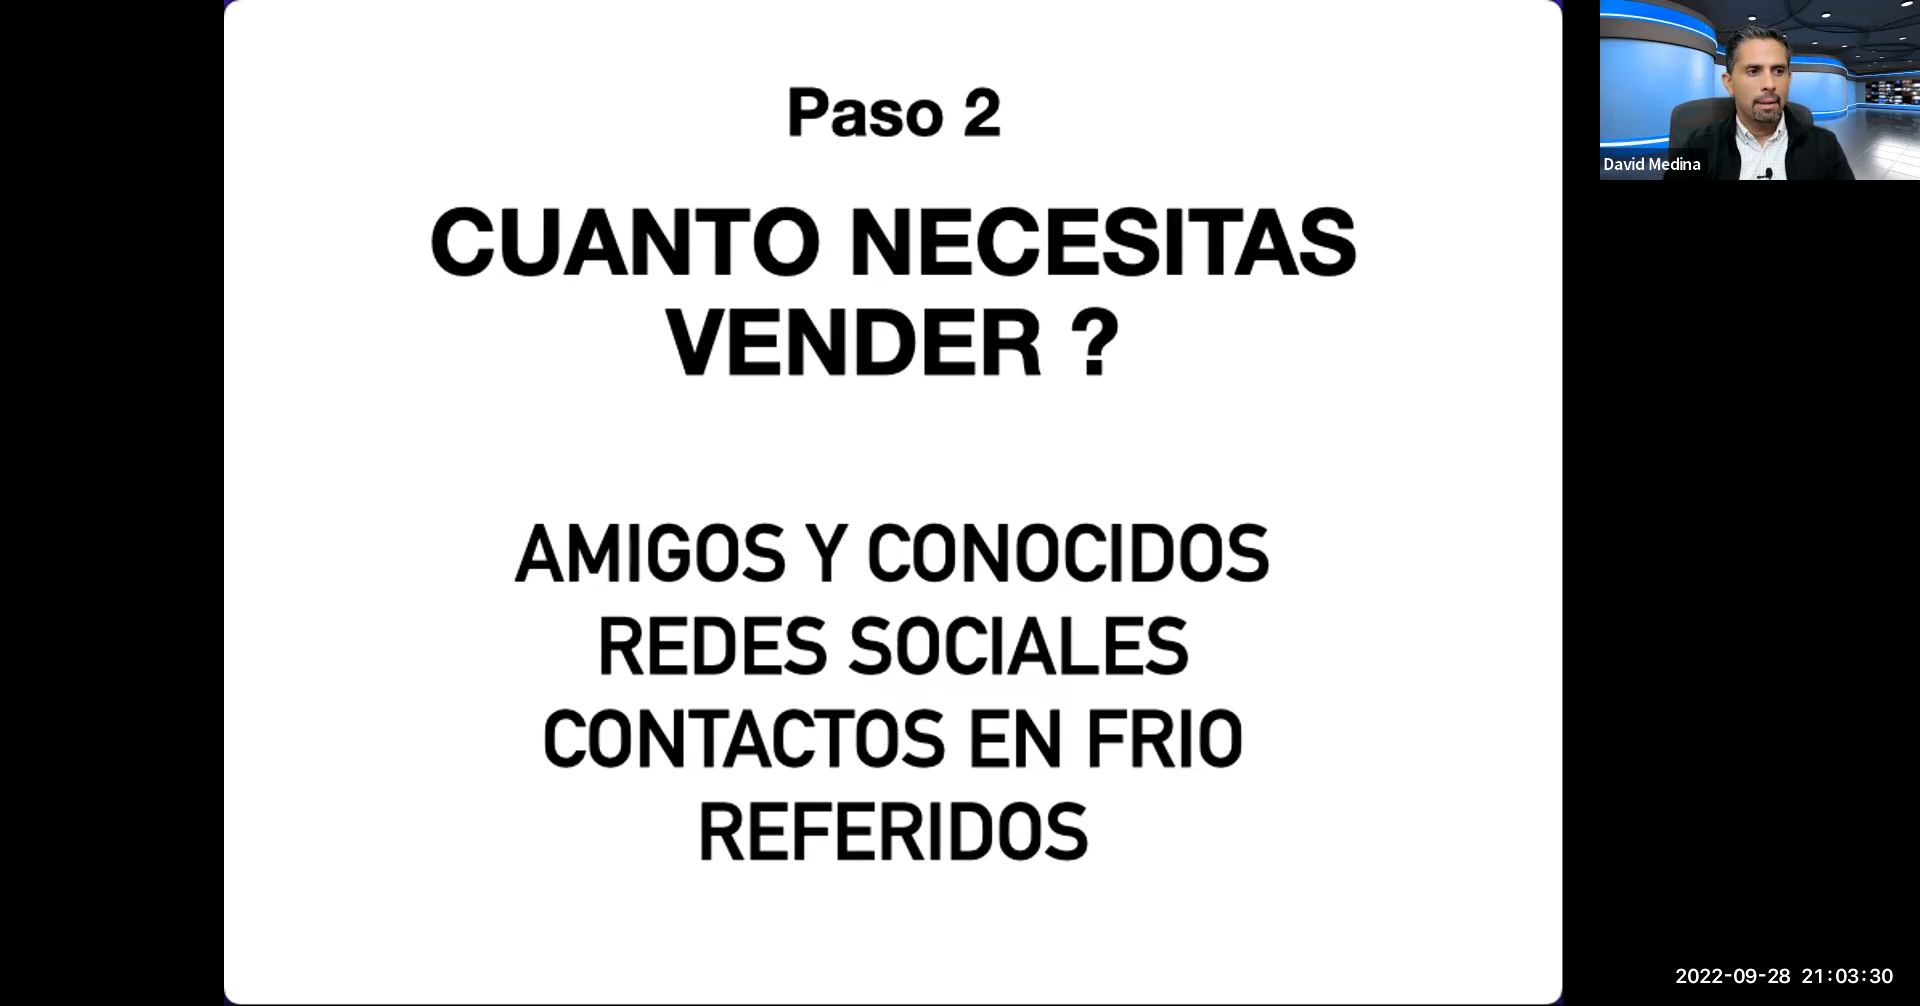 Paso 2
CUANTO NECESITAS
VENDER ?
AMIGOS Y CONOCIDOS
REDES SOCIALES
CONTACTOS EN FRIO
REFERIDOS
David Medina
2022-09-28 21:03:30